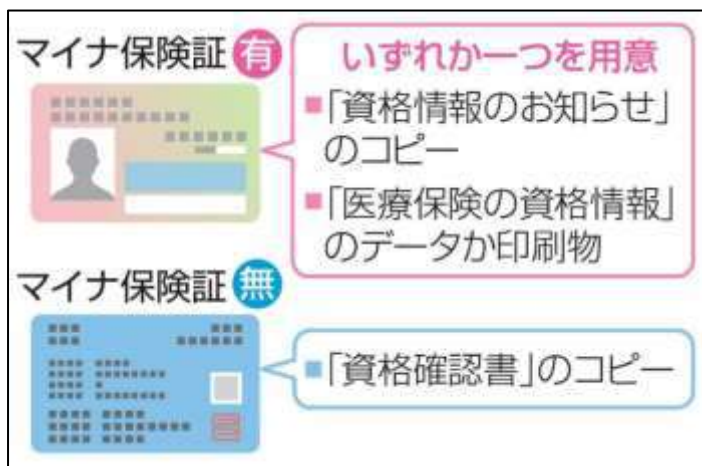 マイナ保険証 有
いずれか一つを用意
■「資格情報のお知らせ」
のコピー
■「医療保険の資格情報」
のデータか印刷物
マイナ保険証 無
■「資格確認書」のコピー